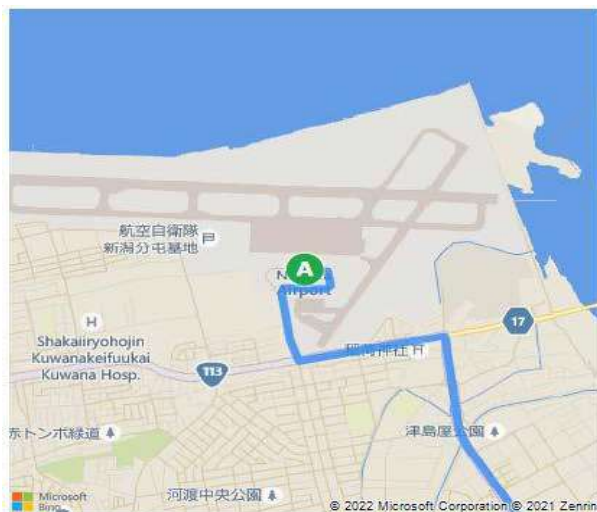 航空自衛隊
新潟分屯基地
A
Airport
17
Shakaiiryohojin
Kuwanakeifuukai
Kuwana Hosp.
113
赤トンボ緑道
津島屋公園
河渡中央公園
Microsoft
Bing
© 2022 Microsoft Corporation © 2021 Zenrin